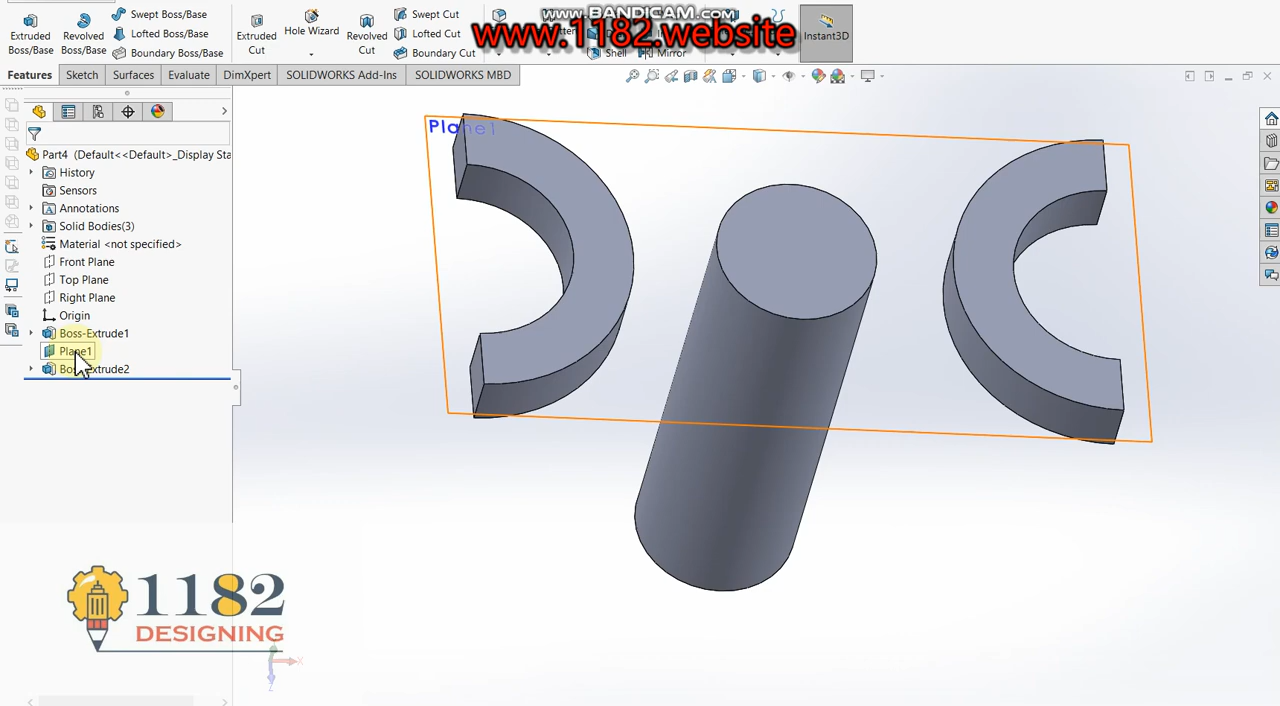 www.BANDICAM.com
www.1182.website
Extruded Boss/Base
Revolved Boss/Base
Swept Boss/Base
Lofted Boss/Base
Boundary Boss/Base
Extruded Cut
Hole Wizard
Revolved Cut
Swept Cut
Lofted Cut
Boundary Cut
Shell
Mirror
Instant3D
Features
Sketch
Surfaces
Evaluate
DimXpert
SOLIDWORKS Add-Ins
SOLIDWORKS MBD
Part4 (Default<<Default>_Display Sta
History
Sensors
Annotations
Solid Bodies(3)
Material <not specified>
Front Plane
Top Plane
Right Plane
Origin
Boss-Extrude1
Plane1
Boss-Extrude2
Plane1
1182
DESIGNING
Z
X